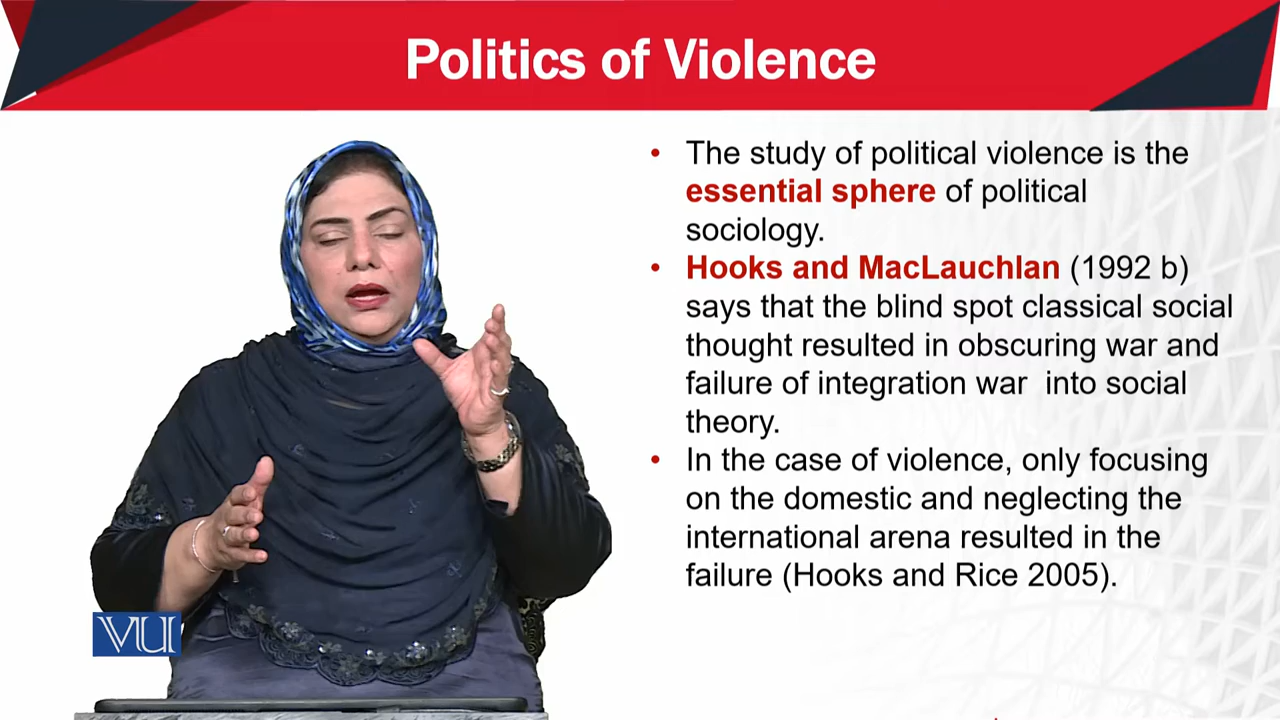 Politics of Violence
• The study of political violence is the
essential sphere of political
sociology.
• Hooks and MacLauchlan (1992 b)
says that the blind spot classical social
thought resulted in obscuring war and
failure of integration war  into social
theory.
• In the case of violence, only focusing
on the domestic and neglecting the
international arena resulted in the
failure (Hooks and Rice 2005).
VU